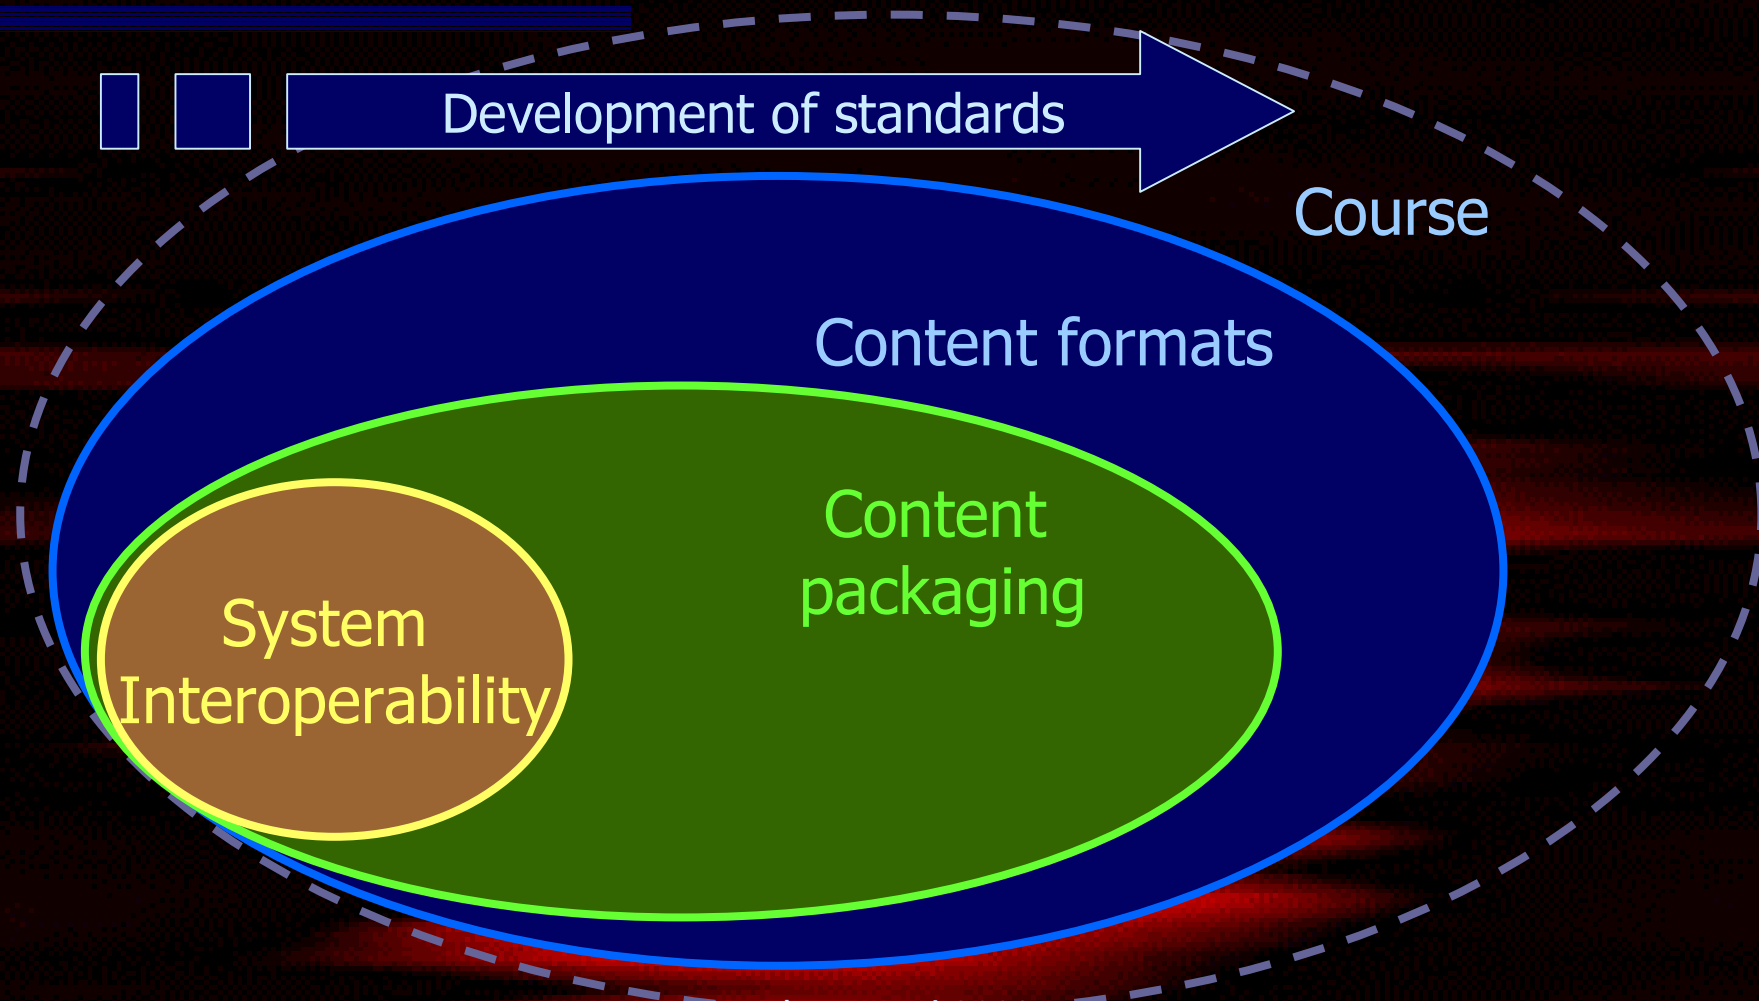 Development of standards
Course
Content formats
Content
packaging
System
Interoperability